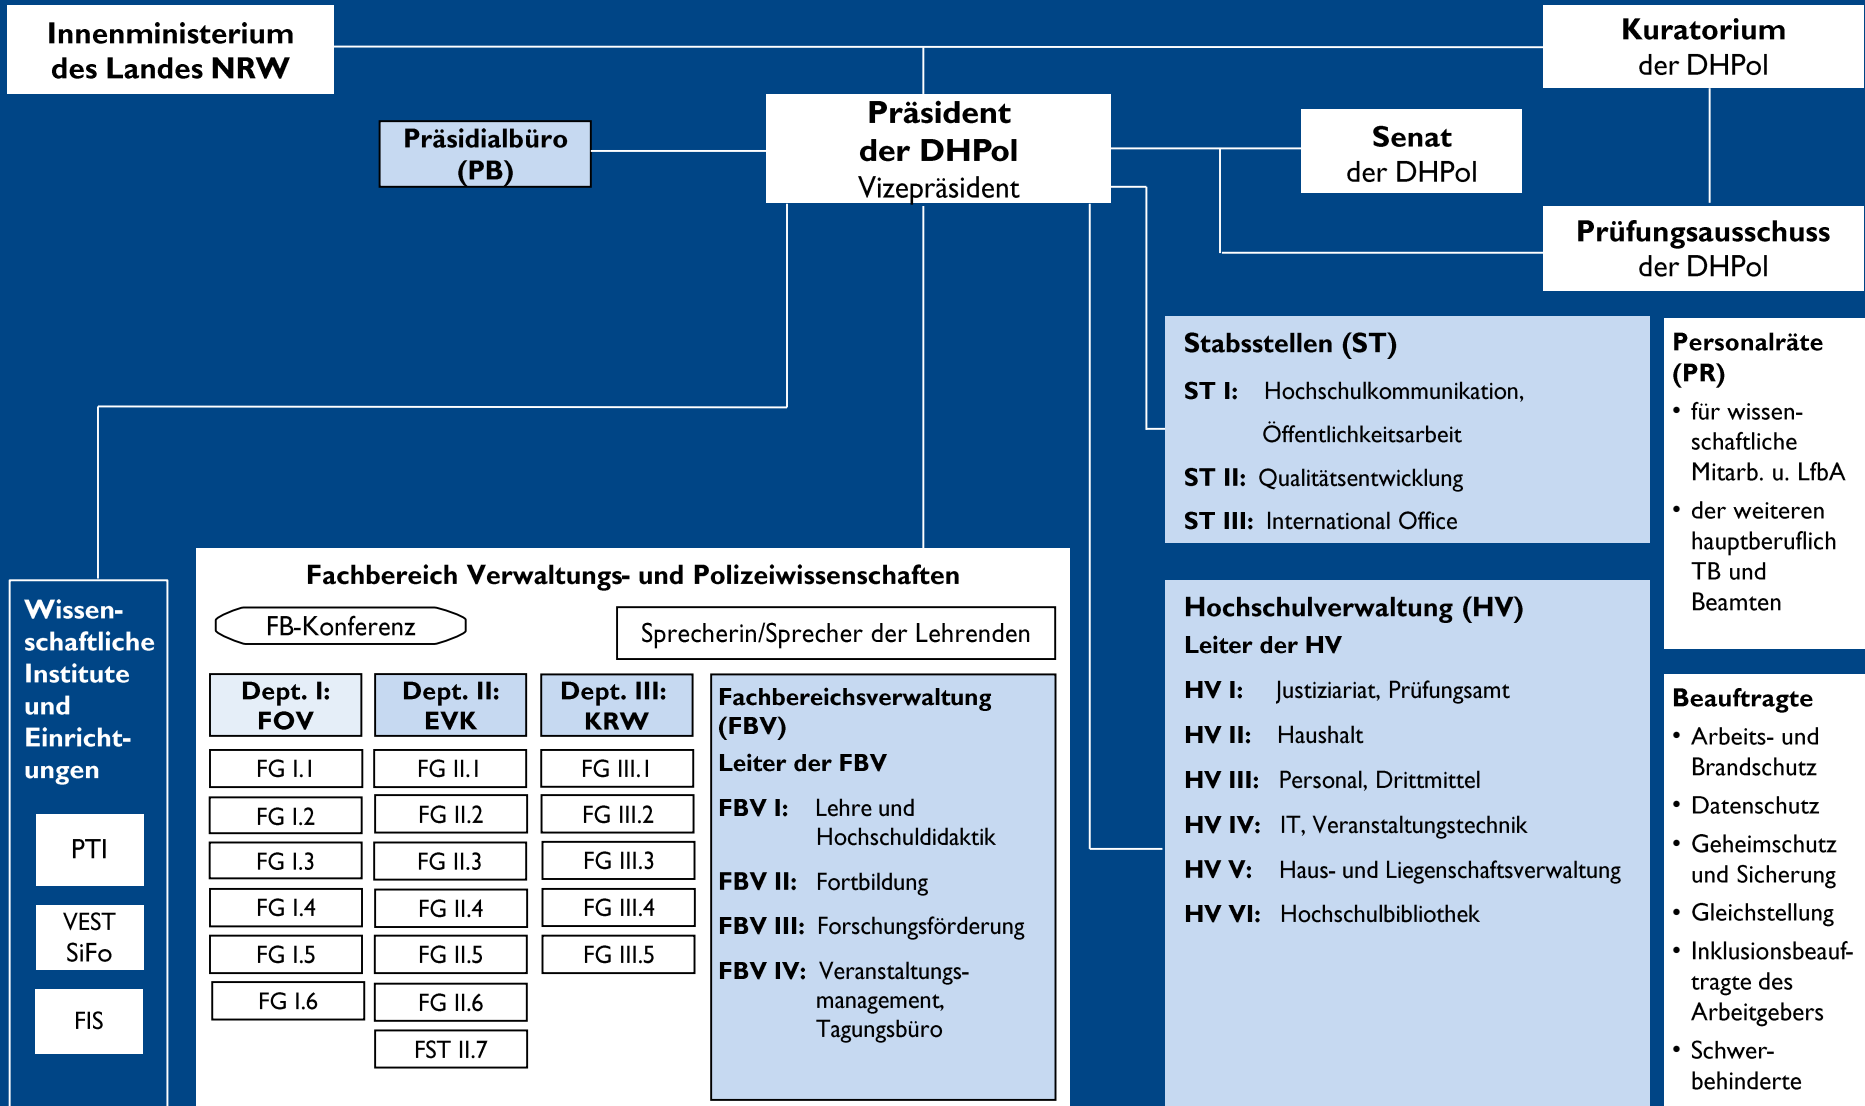 Innenministerium
des Landes NRW
Kuratorium
der DHPol
Präsidialbüro
(PB)
Präsident
der DHPol
Vizepräsident
Senat
der DHPol
Prüfungsausschuss
der DHPol
Stabsstellen (ST)
ST I: Hochschulkommunikation,
Öffentlichkeitsarbeit
ST II: Qualitätsentwicklung
ST III: International Office
Personalräte
(PR)
• für wissen-
schaftliche
Mitarb. u. LfbA
• der weiteren
hauptberuflich
TB und
Beamten
Wissen-
schaftliche
Institute
und
Einricht-
ungen
PTI
VEST
SiFo
FIS
Fachbereich Verwaltungs- und Polizeiwissenschaften
FB-Konferenz
Sprecherin/Sprecher der Lehrenden
Dept. I:
FOV
FG I.1
FG I.2
FG I.3
FG I.4
FG I.5
FG I.6
Dept. II:
EVK
FG II.1
FG II.2
FG II.3
FG II.4
FG II.5
FG II.6
FST II.7
Dept. III:
KRW
FG III.1
FG III.2
FG III.3
FG III.4
FG III.5
Fachbereichsverwaltung
(FBV)
Leiter der FBV
FBV I: Lehre und
Hochschuldidaktik
FBV II: Fortbildung
FBV III: Forschungsförderung
FBV IV: Veranstaltungs-
management,
Tagungsbüro
Hochschulverwaltung (HV)
Leiter der HV
HV I: Justiziariat, Prüfungsamt
HV II: Haushalt
HV III: Personal, Drittmittel
HV IV: IT, Veranstaltungstechnik
HV V: Haus- und Liegenschaftsverwaltung
HV VI: Hochschulbibliothek
Beauftragte
• Arbeits- und
Brandschutz
• Datenschutz
• Geheimschutz
und Sicherung
• Gleichstellung
• Inklusionsbeauf-
tragte des
Arbeitgebers
• Schwer-
behinderte